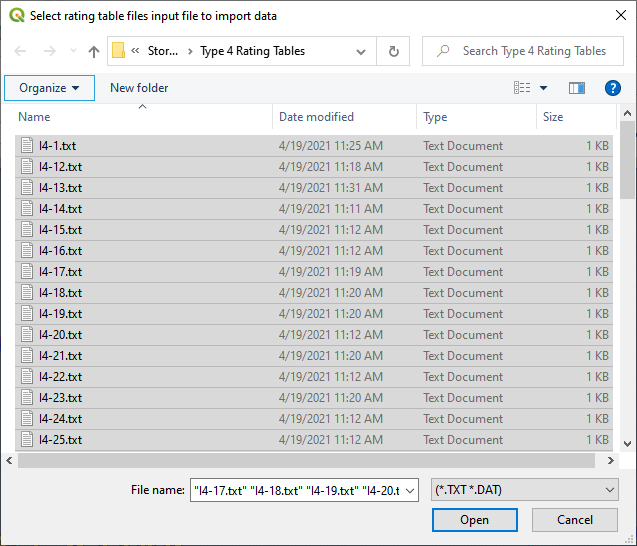 Select rating table files input file to import data
Stor... Type 4 Rating Tables Search Type 4 Rating Tables
Organize New folder
Name Date modified Type Size
I4-1.txt 4/19/2021 11:25 AM Text Document 1 KB
I4-12.txt 4/19/2021 11:18 AM Text Document 1 KB
I4-13.txt 4/19/2021 11:31 AM Text Document 1 KB
I4-14.txt 4/19/2021 11:11 AM Text Document 1 KB
I4-15.txt 4/19/2021 11:12 AM Text Document 1 KB
I4-16.txt 4/19/2021 11:12 AM Text Document 1 KB
I4-17.txt 4/19/2021 11:19 AM Text Document 1 KB
I4-18.txt 4/19/2021 11:20 AM Text Document 1 KB
I4-19.txt 4/19/2021 11:20 AM Text Document 1 KB
I4-20.txt 4/19/2021 11:12 AM Text Document 1 KB
I4-21.txt 4/19/2021 11:20 AM Text Document 1 KB
I4-22.txt 4/19/2021 11:12 AM Text Document 1 KB
I4-23.txt 4/19/2021 11:20 AM Text Document 1 KB
I4-24.txt 4/19/2021 11:12 AM Text Document 1 KB
I4-25.txt 4/19/2021 11:12 AM Text Document 1 KB
File name: "I4-17.txt" "I4-18.txt" "I4-19.txt" "I4-20.t (*.TXT *.DAT)
Open Cancel